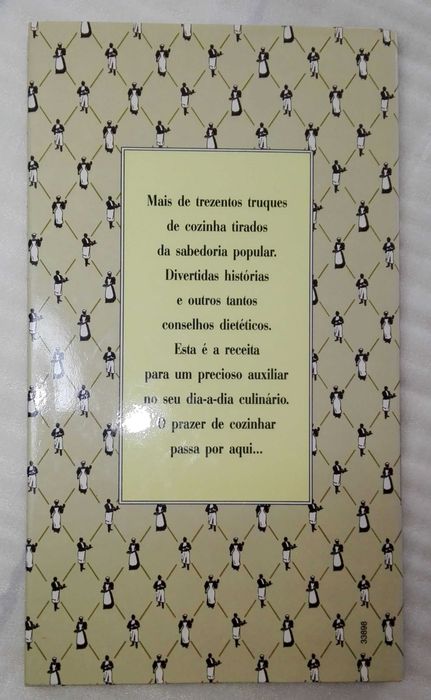 Mais de trezentos truques
de cozinha tirados
da sabedoria popular.
Divertidas histórias
e outros tantos
conselhos dietéticos.
Esta é a receita
para um precioso auxiliar
no seu dia-a-dia culinário.
O prazer de cozinhar
passa por aqui...
33898